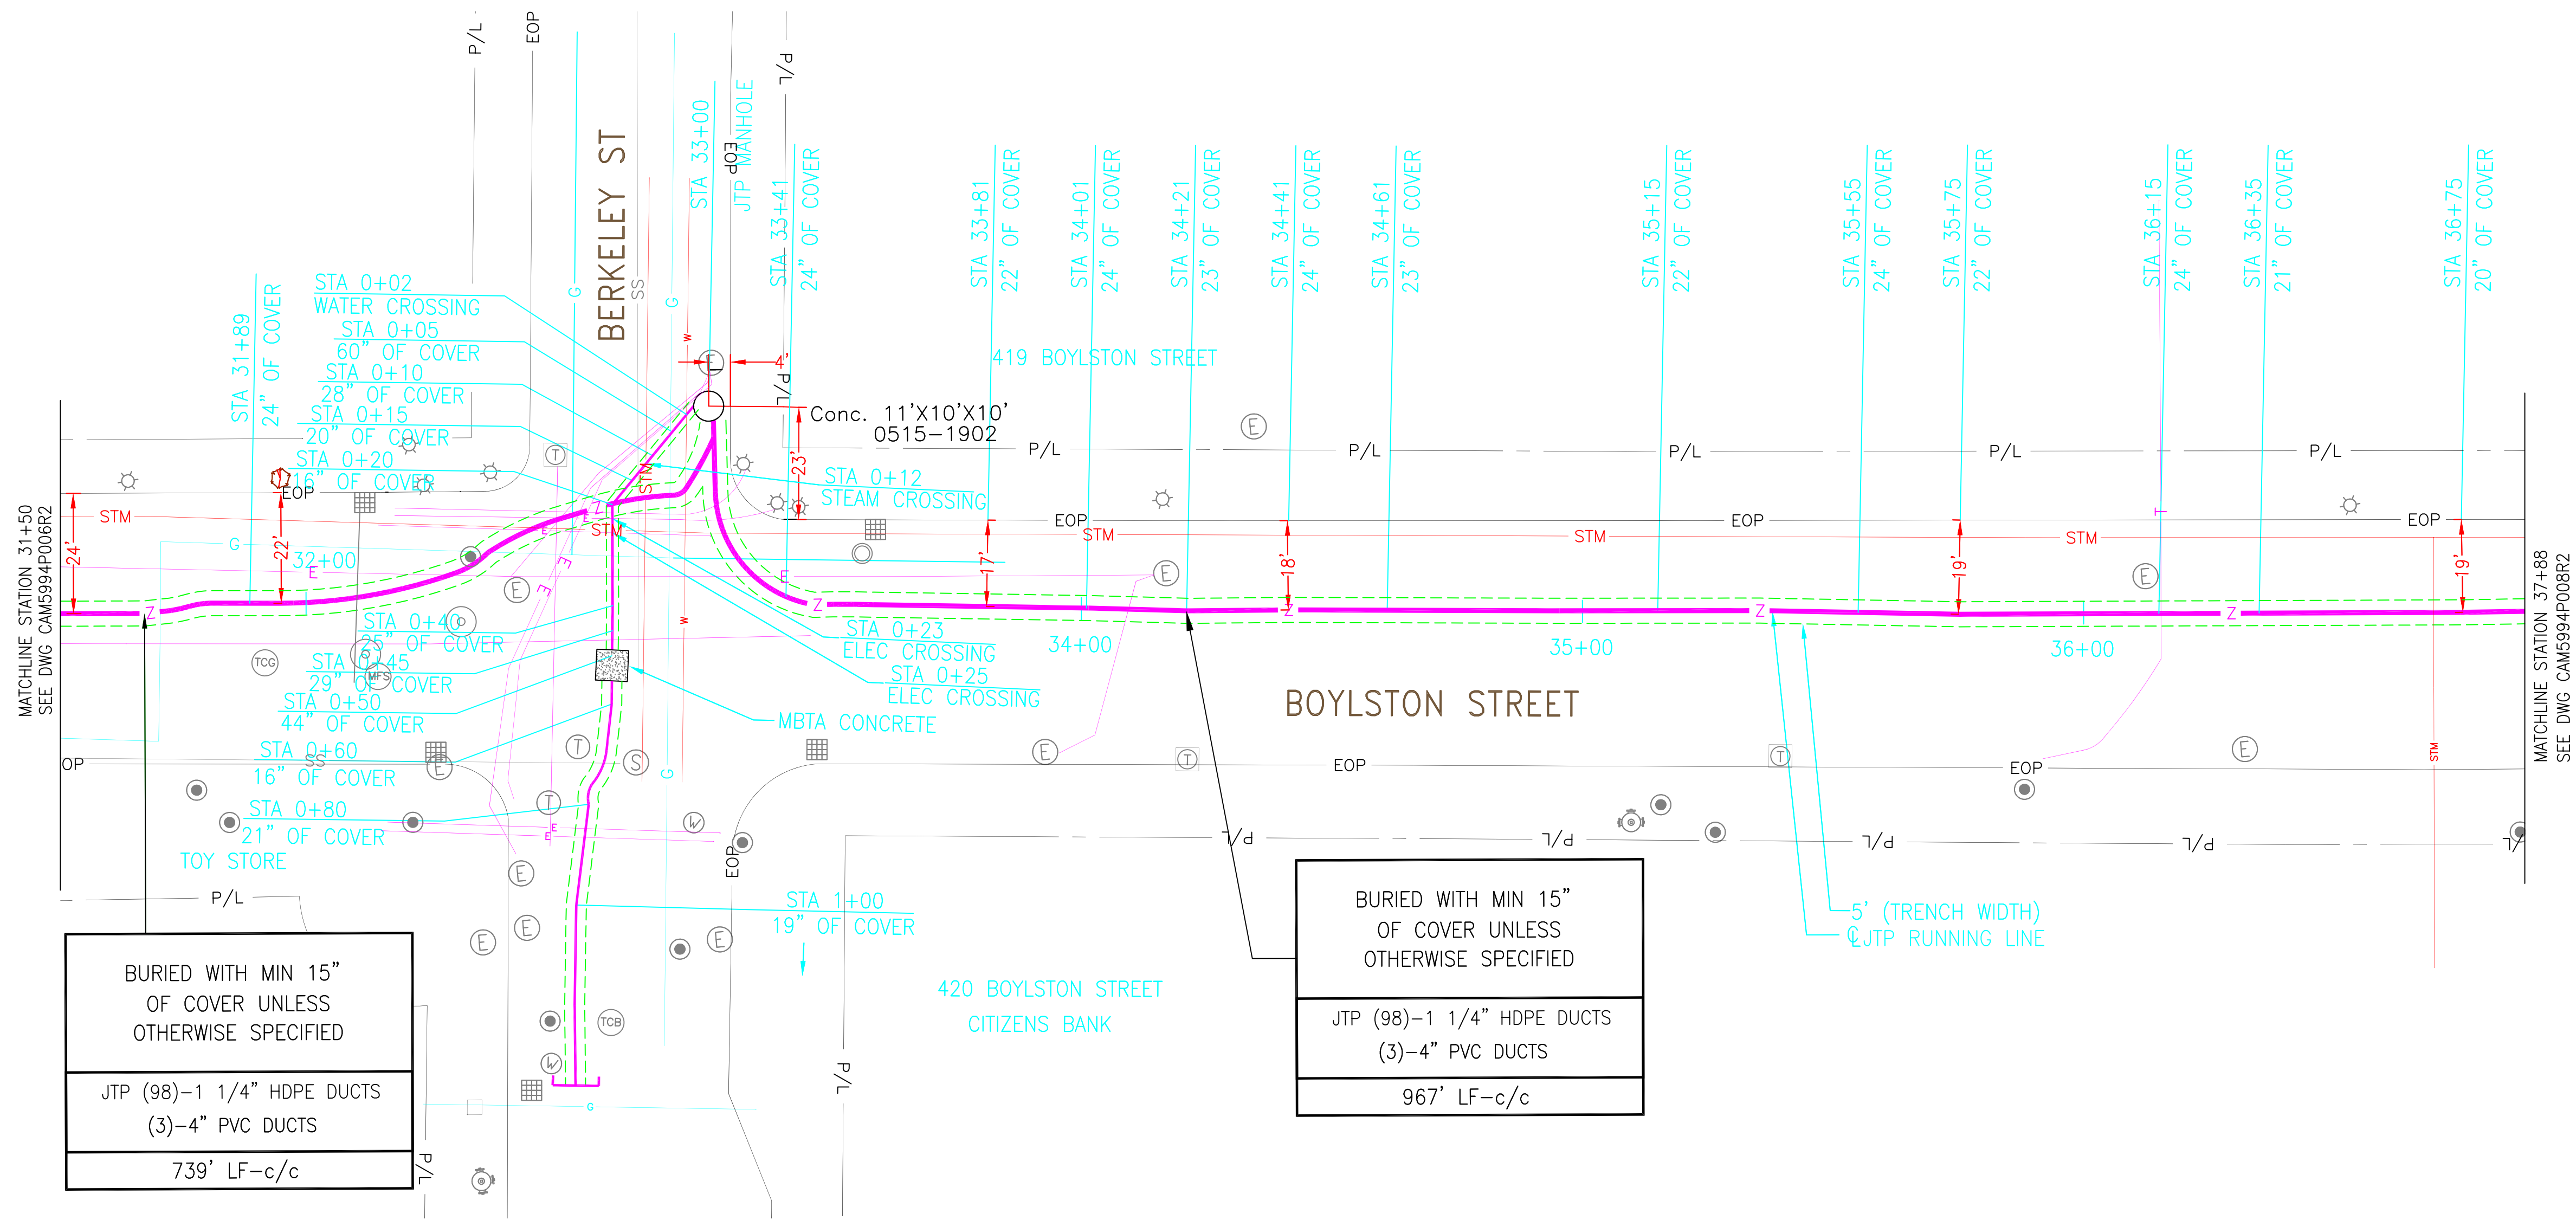 P/L
EOP
P/L
BERKELEY ST
SS
G
G
W
STA 33+00
JTP MANHOLE
EOP
STA 31+89
24" OF COVER
STA 0+02
WATER CROSSING
STA 0+05
60" OF COVER
STA 0+10
28" OF COVER
STA 0+15
20" OF COVER
STA 0+20
16" OF COVER
STA 33+41
24" OF COVER
STA 33+81
22" OF COVER
STA 34+01
24" OF COVER
STA 34+21
23" OF COVER
STA 34+41
24" OF COVER
STA 34+61
23" OF COVER
STA 35+15
22" OF COVER
STA 35+55
24" OF COVER
STA 35+75
22" OF COVER
STA 36+15
24" OF COVER
STA 36+35
21" OF COVER
STA 36+75
20" OF COVER
4'
P/L
419 BOYLSTON STREET
Conc. 11'X10'X10'
0515-1902
23'
STA 0+12
STEAM CROSSING
P/L
P/L
P/L
P/L
P/L
E
T
MATCHLINE STATION 31+50
SEE DWG CAM5994P006R2
24'
STM
22'
EOP
STM
STM
EOP
STM
EOP
STM
STM
EOP
G
32+00
E
E
E
E
E
E
E
E
E
T
Z
Z
Z
Z
Z
Z
17'
18'
19'
19'
34+00
35+00
36+00
MATCHLINE STATION 37+88
SEE DWG CAM5994P008R2
TCG
MFS
STA 0+40
25" OF COVER
STA 0+45
29" OF COVER
STA 0+50
44" OF COVER
STA 0+60
16" OF COVER
STA 0+80
21" OF COVER
STA 0+23
ELEC CROSSING
STA 0+25
ELEC CROSSING
MBTA CONCRETE
W
BOYLSTON STREET
OP
SS
E
T
S
E
T
T
E
EOP
EOP
STM
G
TOY STORE
T
E
E
W
EOP
P/L
P/L
P/L
P/L
P/L
P/L
E
E
E
E
STA 1+00
19" OF COVER
420 BOYLSTON STREET
CITIZENS BANK
5' (TRENCH WIDTH)
℄ JTP RUNNING LINE
BURIED WITH MIN 15"
OF COVER UNLESS
OTHERWISE SPECIFIED
JTP (98)-1 1/4" HDPE DUCTS
(3)-4" PVC DUCTS
739' LF-c/c
BURIED WITH MIN 15"
OF COVER UNLESS
OTHERWISE SPECIFIED
JTP (98)-1 1/4" HDPE DUCTS
(3)-4" PVC DUCTS
967' LF-c/c
TCB
W
G
P/L
P/L